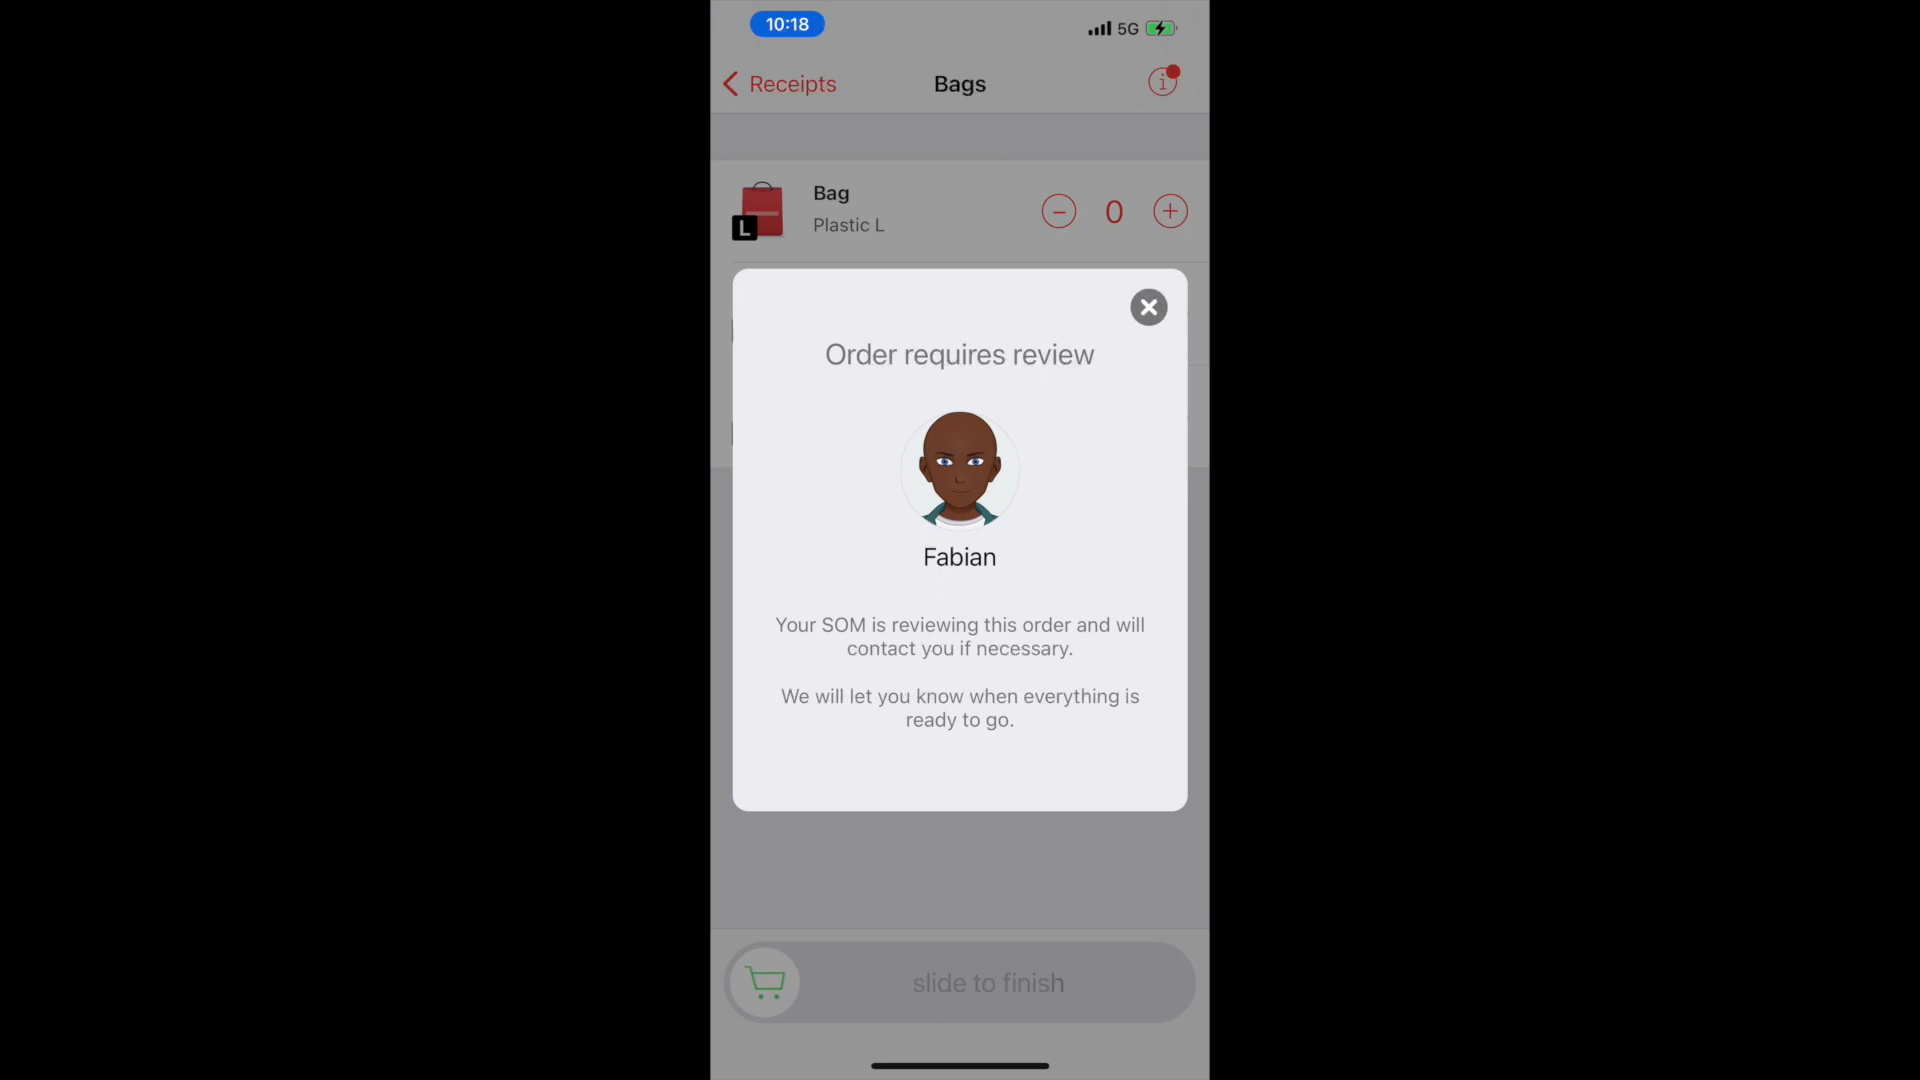 10:18
5G
Receipts
Bags
Bag
Plastic L
L
0
Order requires review
Fabian
Your SOM is reviewing this order and will
contact you if necessary.
We will let you know when everything is
ready to go.
slide to finish